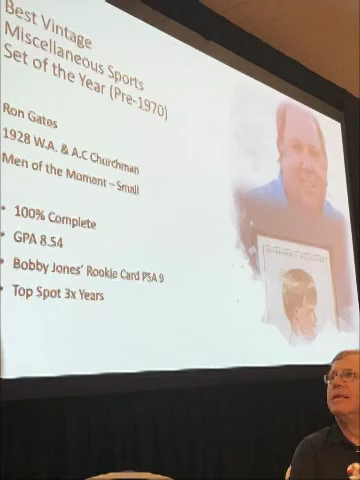 Best Vintage
Miscellaneous Sports
Set of the Year (Pre-1970)
Ron Gates
1928 W.A. & A.C Churchman
Men of the Moment – Small
• 100% Complete
• GPA 8.54
• Bobby Jones' Rookie Card PSA 9
• Top Spot 3x Years